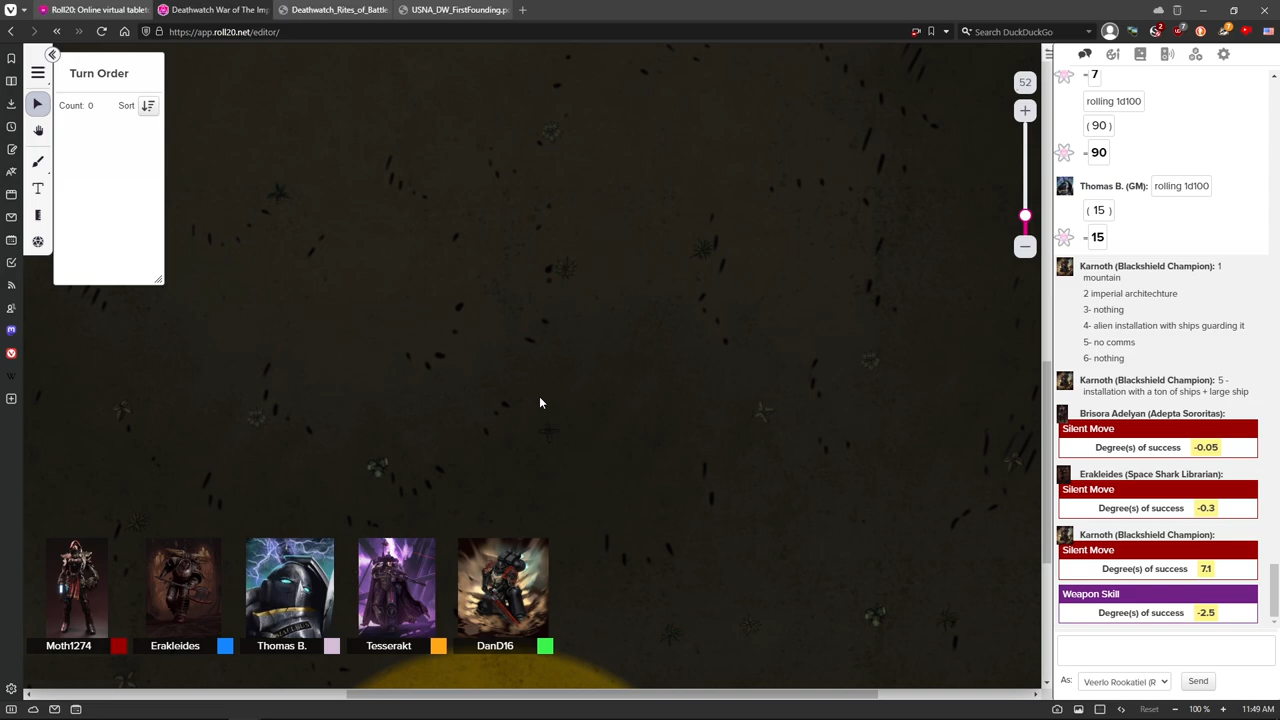 Roll20: Online virtual tablet
Deathwatch War of The Imp
Deathwatch_Rites_of_Battle
USNA_DW_FirstFounding.p
https://app.roll20.net/editor/
Search DuckDuckGo
Turn Order
Count: 0 Sort
52
= 7
rolling 1d100
( 90 )
= 90
Thomas B. (GM): rolling 1d100
( 15 )
= 15
Karnoth (Blackshield Champion): 1
mountain
2 imperial architechture
3- nothing
4- alien installation with ships guarding it
5- no comms
6- nothing
Karnoth (Blackshield Champion): 5 -
installation with a ton of ships + large ship
Brisora Adelyan (Adepta Sororitas):
Silent Move
Degree(s) of success -0.05
Erakleides (Space Shark Librarian):
Silent Move
Degree(s) of success -0.3
Karnoth (Blackshield Champion):
Silent Move
Degree(s) of success 7.1
Weapon Skill
Degree(s) of success -2.5
Moth1274
Erakleides
Thomas B.
Tesserakt
DanD16
As: Veerlo Rookatiel (R Send
Reset 100 % 11:49 AM